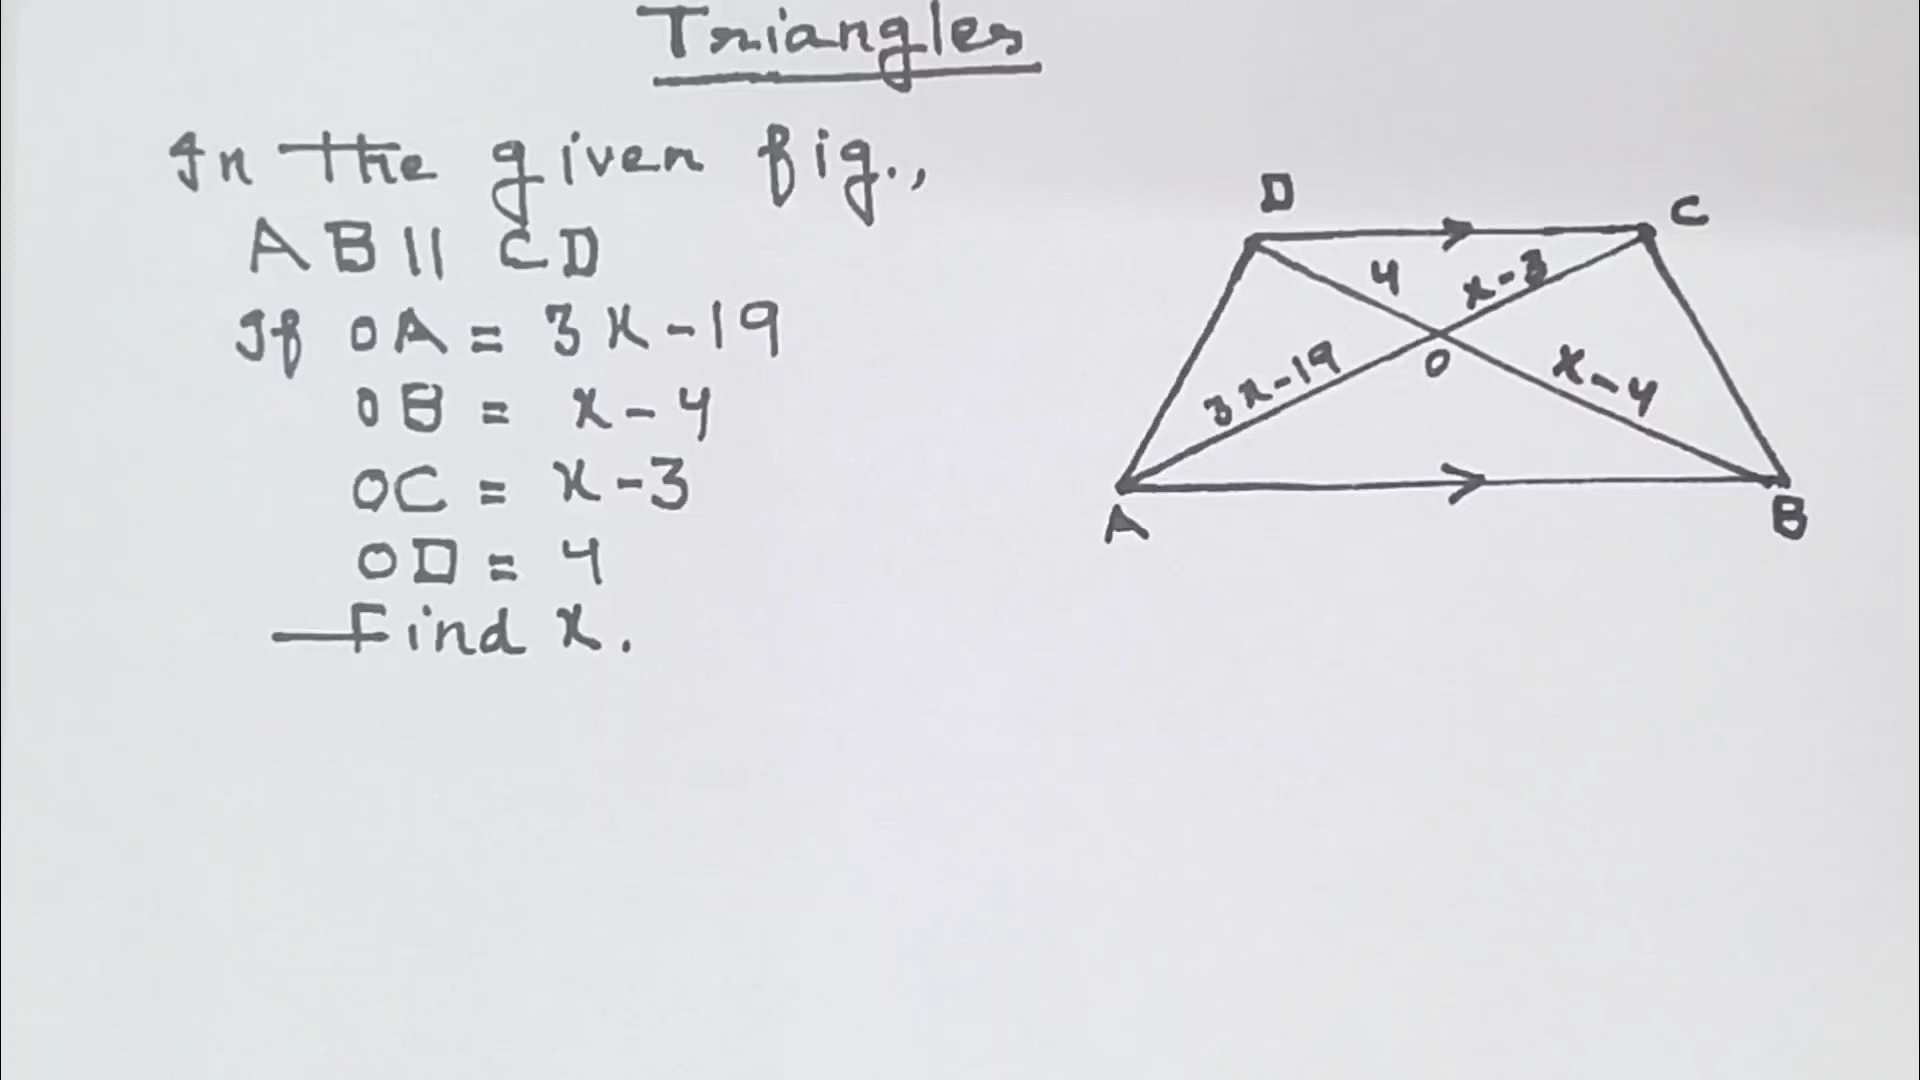 Triangles
In the given fig.,
AB || CD
If OA = 3x-19
OB = x-4
OC = x-3
OD = 4
Find x.
D
C
4
x-3
3x-19
O
x-4
A
B